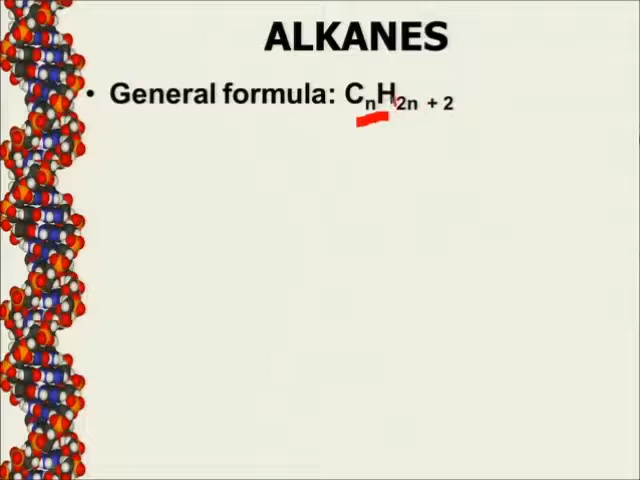 ALKANES
• General formula: CₙH₂ₙ ₊ ₂